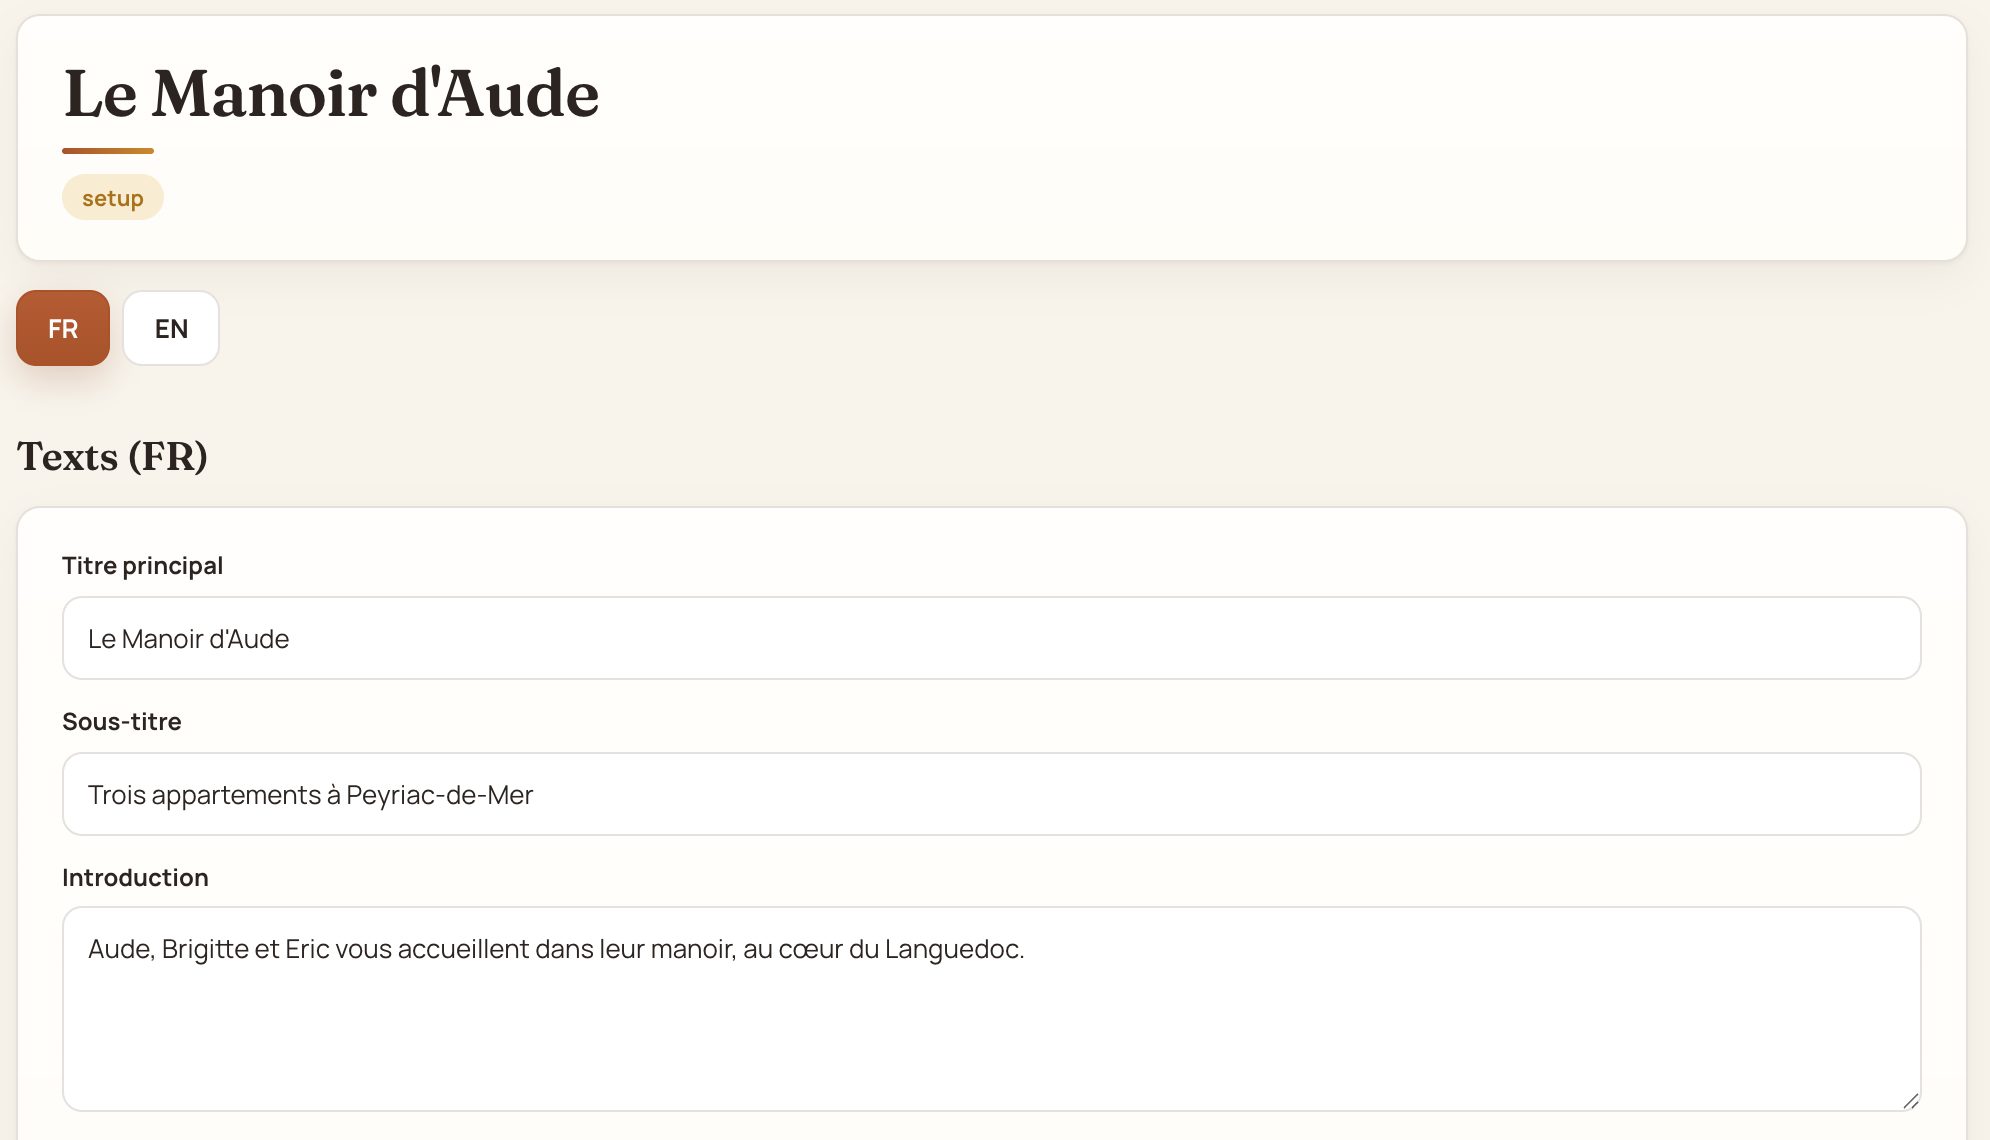 Le Manoir d'Aude
setup
FR
EN
Texts (FR)
Titre principal
Le Manoir d'Aude
Sous-titre
Trois appartements à Peyriac-de-Mer
Introduction
Aude, Brigitte et Eric vous accueillent dans leur manoir, au cœur du Languedoc.